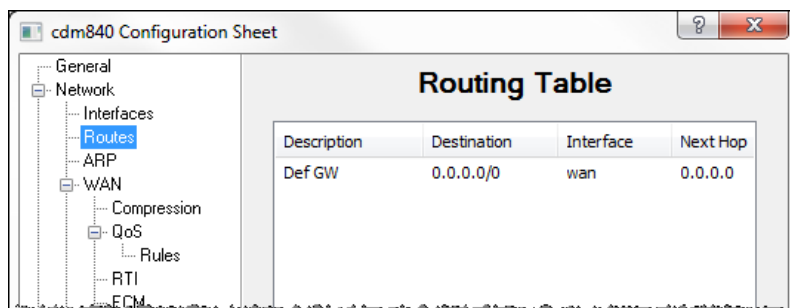 cdm840 Configuration Sheet
General
Network
Interfaces
Routes
ARP
WAN
Compression
QoS
Rules
RTI
ECM
Routing Table
Description Destination Interface Next Hop
Def GW 0.0.0.0/0 wan 0.0.0.0